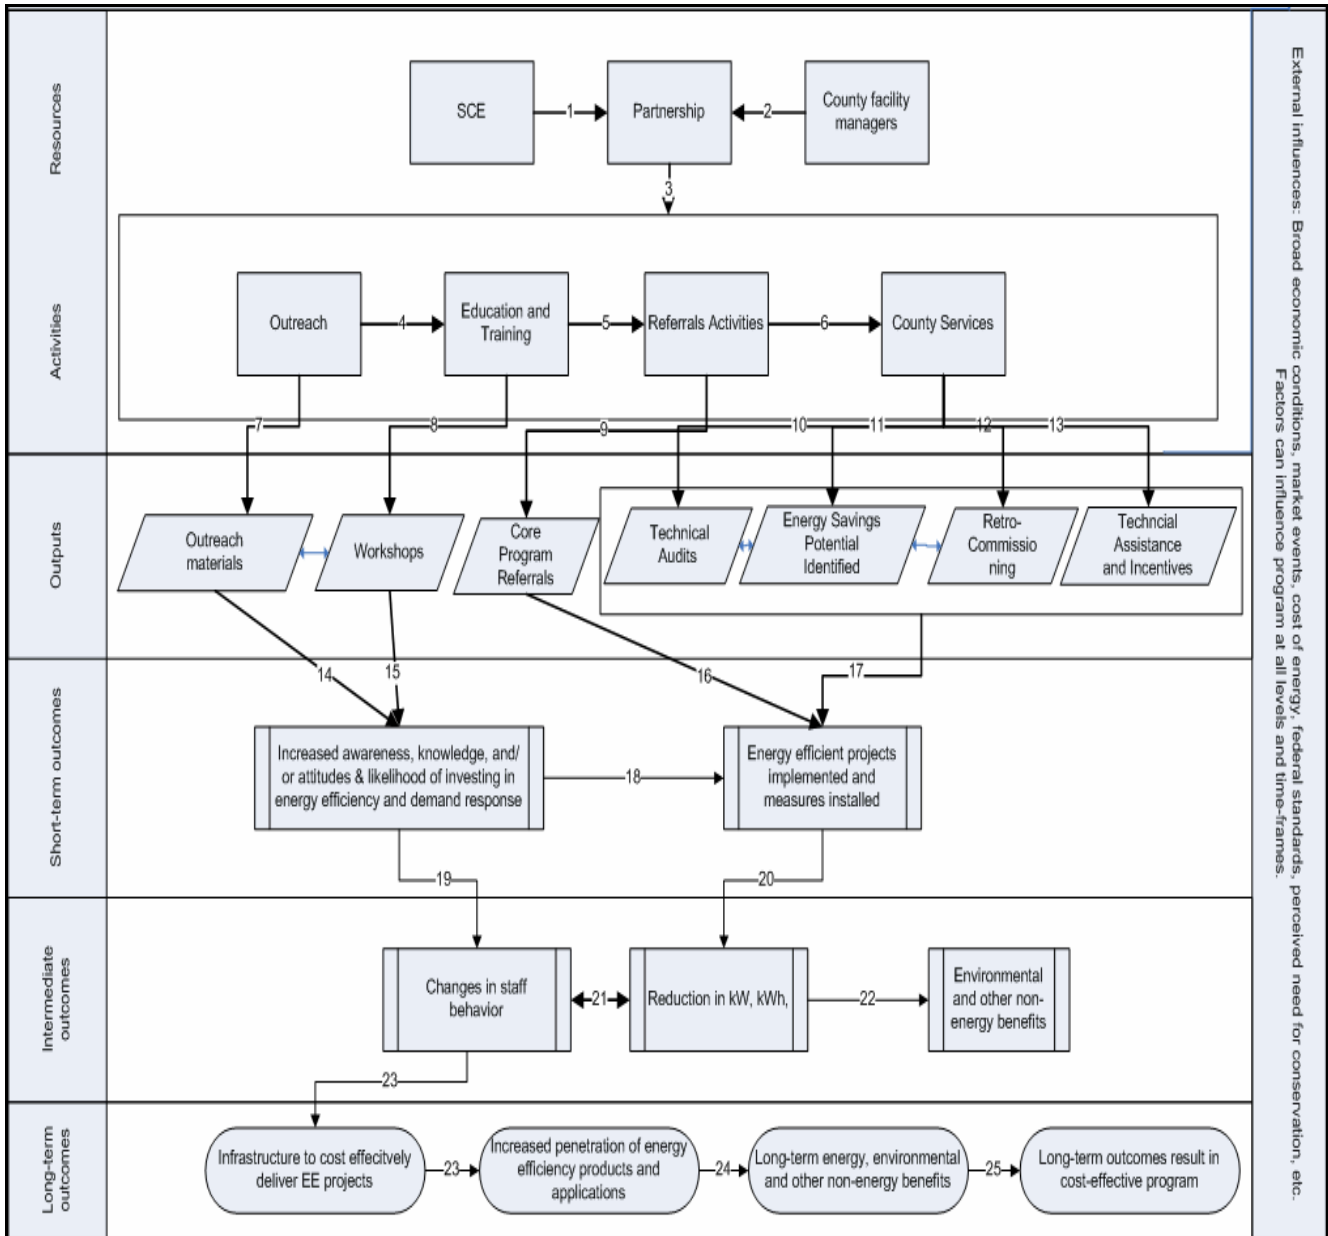 Resources
SCE
1
Partnership
2
County facility
managers
3
Activities
Outreach
4
Education and
Training
5
Referrals Activities
6
County Services
7
8
9
10
11
12
13
Outputs
Outreach
materials
Workshops
Core
Program
Referrals
Technical
Audits
Energy Savings
Potential
Identified
Retro-
Commissio
ning
Techncial
Assistance
and Incentives
14
15
16
17
Short-term outcomes
Increased awareness, knowledge, and/
or attitudes & likelihood of investing in
energy efficiency and demand response
18
Energy efficient projects
implemented and
measures installed
19
20
Intermediate
outcomes
Changes in staff
behavior
21
Reduction in kW, kWh,
22
Environmental
and other non-
energy benefits
23
Long-term
outcomes
Infrastructure to cost effecitvely
deliver EE projects
23
Increased penetration of energy
efficiency products and
applications
24
Long-term energy, environmental
and other non-energy benefits
25
Long-term outcomes result in
cost-effective program
External influences: Broad economic conditions, market events, cost of energy, federal standards, perceived need for conservation, etc.
Factors can influence program at all levels and time-frames.